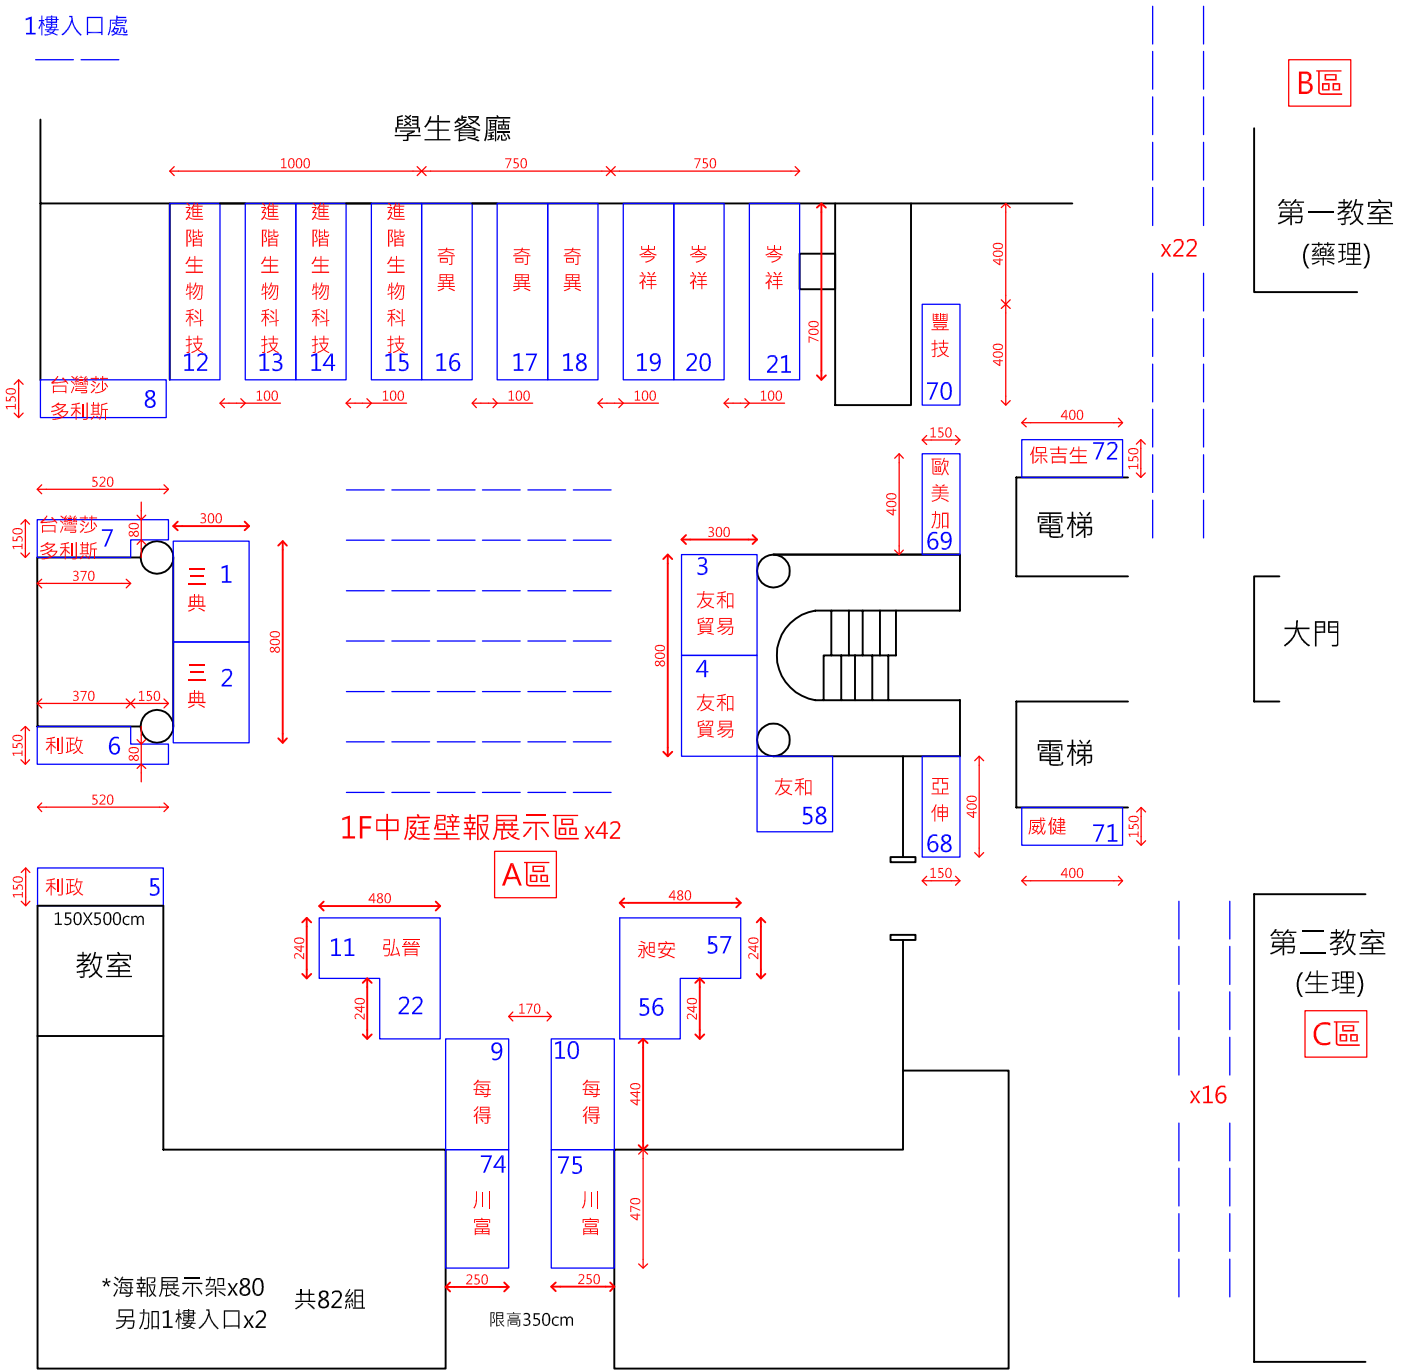 1樓入口處
B區
學生餐廳
1000
750
750
第一教室
(藥理)
x22
進階生物科技
12
進階生物科技
13
進階生物科技
14
進階生物科技
15
奇異
16
奇異
17
奇異
18
岑祥
19
岑祥
20
岑祥
21
700
400
400
豐技
70
100
100
100
100
100
150
台灣莎
多利斯
8
400
保吉生
72
150
電梯
150
400
歐美加
69
520
150
台灣莎
多利斯
7
80
300
370
三典
1
三典
2
800
370
150
150
利政
6
80
520
300
800
3
友和
貿易
4
友和
貿易
友和
58
大門
電梯
亞伸
68
400
150
威健
71
150
400
1F中庭壁報展示區 x42
A區
150
利政
5
150X500cm
教室
480
240
11
弘晉
240
22
480
昶安
57
240
56
240
170
9
每得
10
每得
440
74
川富
75
川富
470
250
250
限高350cm
第二教室
(生理)
C區
x16
*海報展示架x80
另加1樓入口x2
共82組